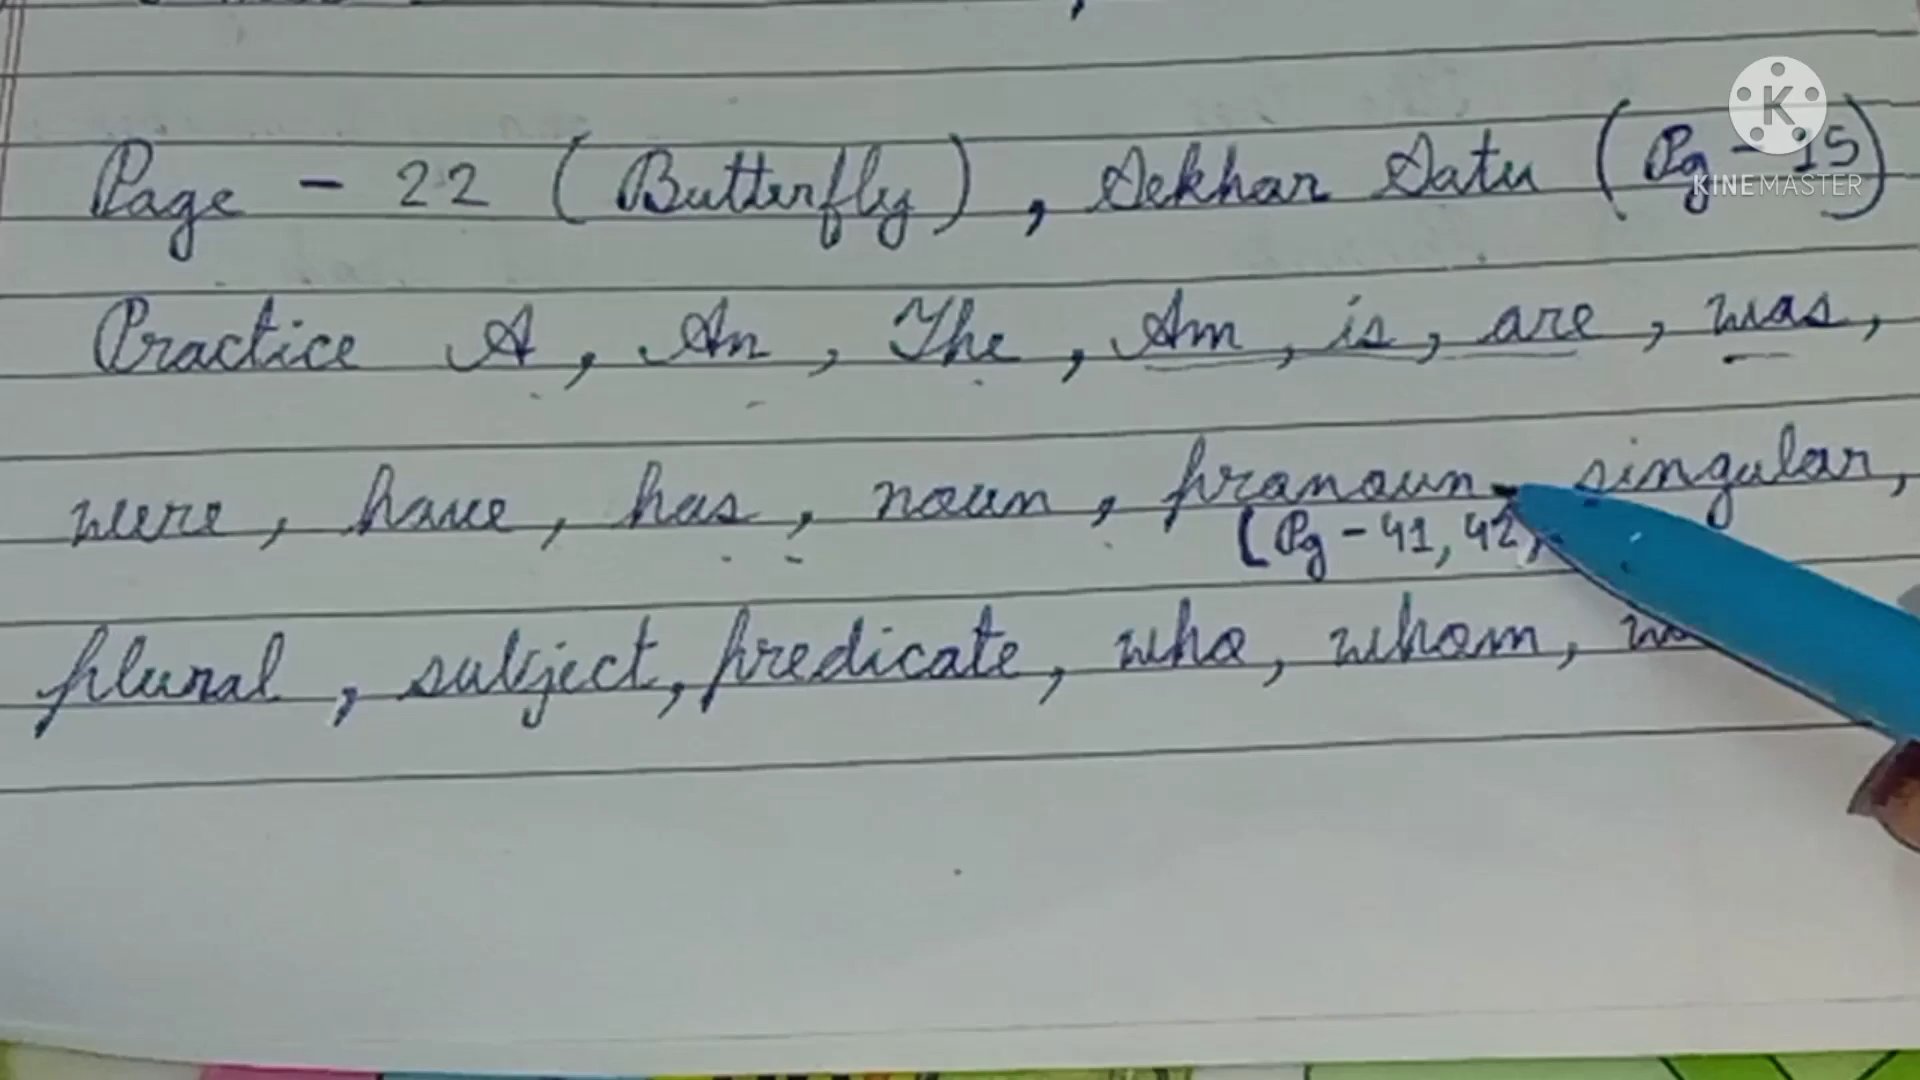 Page - 22 (Butterfly), Sekhar Satu (Pg - 15)
Practice A, An, The, Am, is, are, was,
were, have, has, noun, pronoun - singular,
(Pg - 41, 42)
plural, subject, predicate, who, whom,
K
KINEMASTER